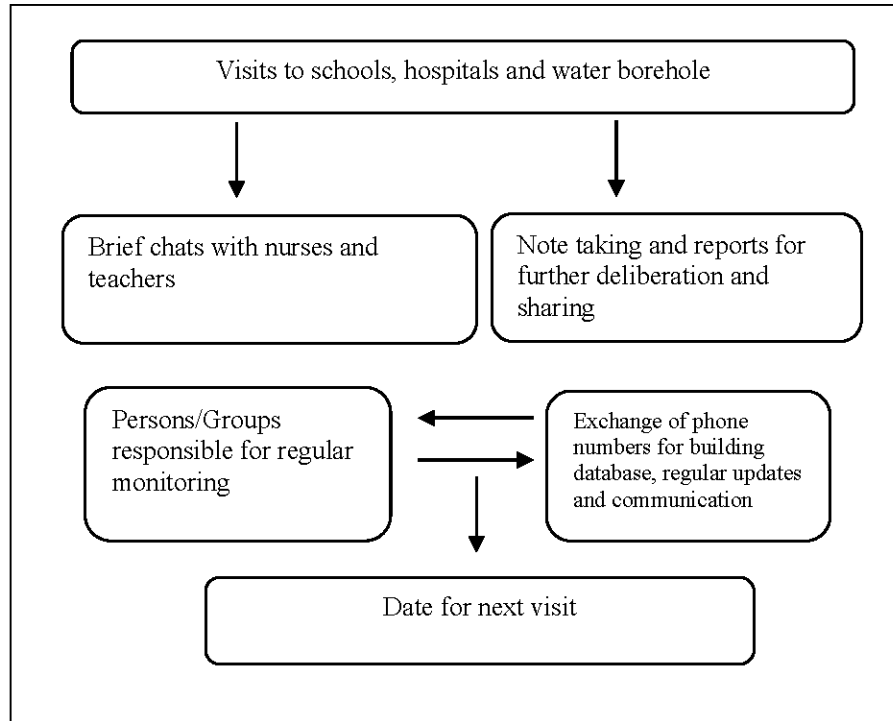 Visits to schools, hospitals and water borehole
Brief chats with nurses and
teachers
Note taking and reports for
further deliberation and
sharing
Persons/Groups
responsible for regular
monitoring
Exchange of phone
numbers for building
database, regular updates
and communication
Date for next visit